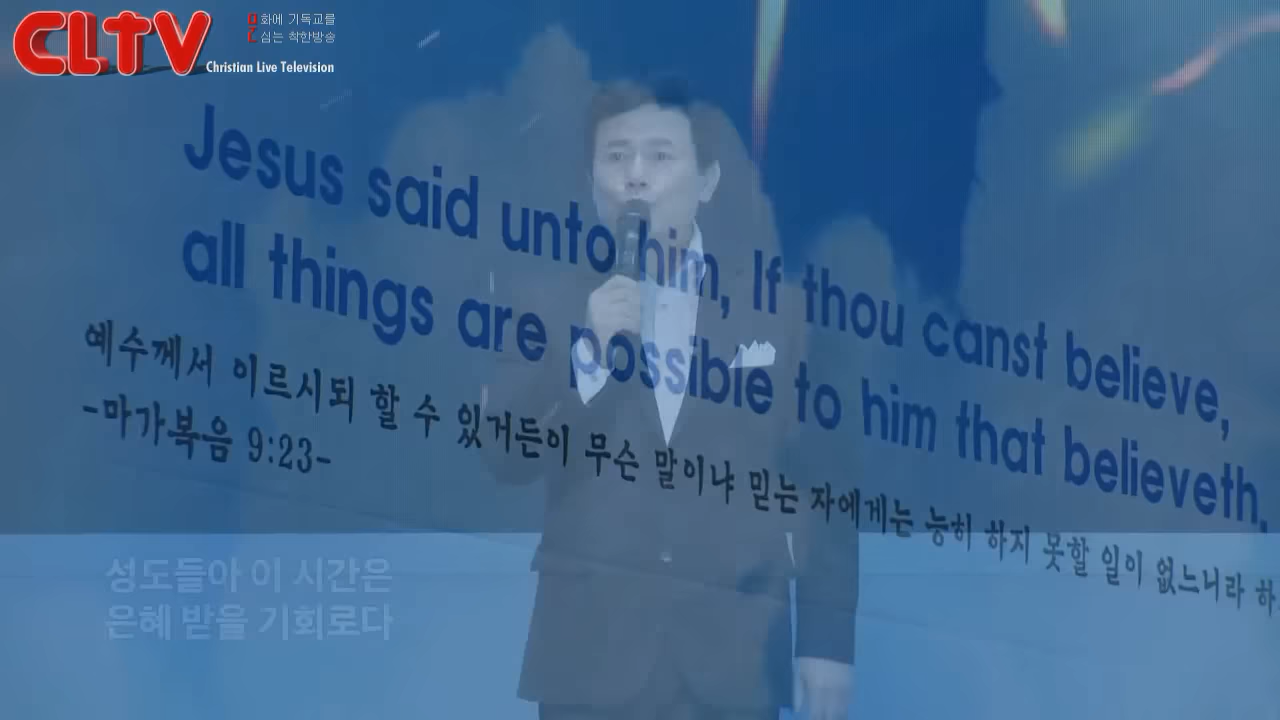 CLTV
문화에 기독교를
심는 착한방송
Christian Live Television
Jesus said unto him, If thou canst believe,
all things are possible to him that believeth.
예수께서 이르시되 할 수 있거든이 무슨 말이냐 믿는 자에게는 능히 하지 못할 일이 없느니라 하
-마가복음 9:23-
성도들아 이 시간은
은혜 받을 기회로다